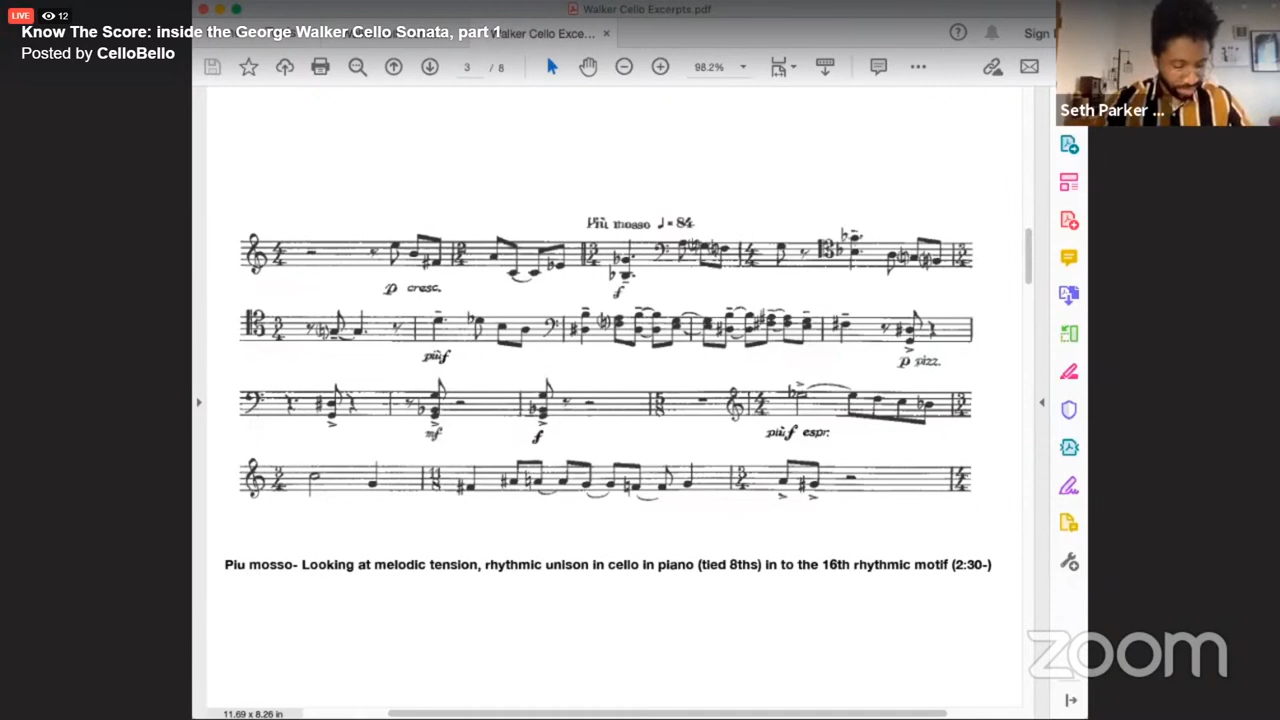 LIVE 12
Walker Cello Excerpts.pdf
Know The Score: inside the George Walker Cello Sonata, part 1
Walker Cello Exce...
Sign
Posted by CelloBello
3 / 8
98.2%
Seth Parker ...
Più mosso ♩= 84
p cresc.
f
più f
p pizz.
mf
f
più f espr.
Piu mosso- Looking at melodic tension, rhythmic unison in cello in piano (tied 8ths) in to the 16th rhythmic motif (2:30-)
zoom
11.69 x 8.26 in